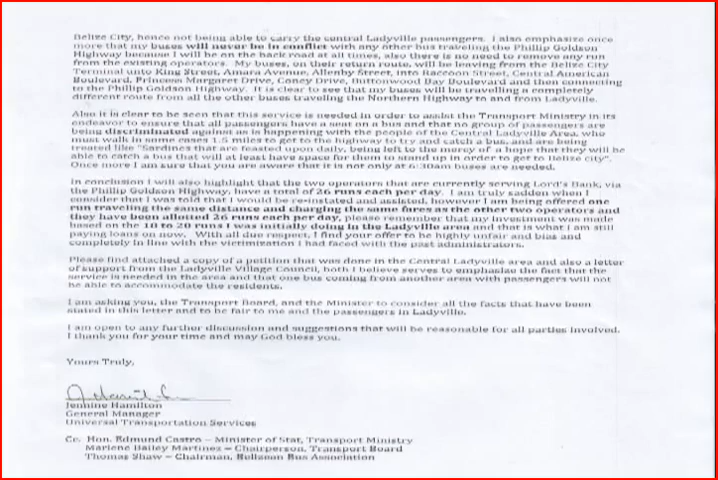 Belize City, hence not being able to carry the central Ladyville passengers. I also emphasize once
more that my buses will never be in conflict with any other bus traveling the Phillip Goldson
Highway because I will be on the back road at all times, also there is no need to remove any run
from the existing operators. My buses, on their return route, will be leaving from the Belize City
Terminal unto King Street, Amara Avenue, Allenby Street, into Raccoon Street, Central American
Boulevard, Princess Margaret Drive, Coney Drive, Buttonwood Bay Boulevard and then connecting
to the Phillip Goldson Highway. It is clear to see that my buses will be travelling a completely
different route from all the other buses traveling the Northern Highway to and from Ladyville.
Also it is clear to be seen that this service is needed in order to assist the Transport Ministry in its
endeavor to ensure that all passengers have a seat on a bus and that no group of passengers are
being discriminated against as is happening with the people of the Central Ladyville Area, who
must walk in some cases 1.5 miles to get to the highway to try and catch a bus, and are being
treated like "Sardines that are feasted upon daily, being left to the mercy of a hope that they will be
able to catch a bus that will at least have space for them to stand up in order to get to Belize city".
Once more I am sure that you are aware that it is not only at 6:30am buses are needed.
In conclusion I will also highlight that the two operators that are currently serving Lord's Bank, via
the Phillip Goldson Highway, have a total of 26 runs each per day. I am truly sadden when I
consider that I was told that I would be re-instated and assisted, however I am being offered one
run traveling the same distance and charging the same fares as the other two operators and
they have been allotted 26 runs each per day, please remember that my investment was made
based on the 10 to 20 runs I was initially doing in the Ladyville area and that is what I am still
paying loans on now. With all due respect, I find your offer to be highly unfair and bias and
completely in line with the victimization I had faced with the past administrators.
Please find attached a copy of a petition that was done in the Central Ladyville area and also a letter
of support from the Ladyville Village Council, both I believe serves to emphasize the fact that the
service is needed in the area and that one bus coming from another area with passengers will not
be able to accommodate the residents.
I am asking you, the Transport Board, and the Minister to consider all the facts that have been
stated in this letter and to be fair to me and the passengers in Ladyville.
I am open to any further discussion and suggestions that will be reasonable for all parties involved.
I thank you for your time and may God bless you.
Yours Truly,
Jennine Hamilton
General Manager
Universal Transportation Services
Cc. Hon. Edmund Castro – Minister of Stat, Transport Ministry
Marlene Bailey Martinez – Chairperson, Transport Board
Thomas Shaw – Chairman, Belizean Bus Association